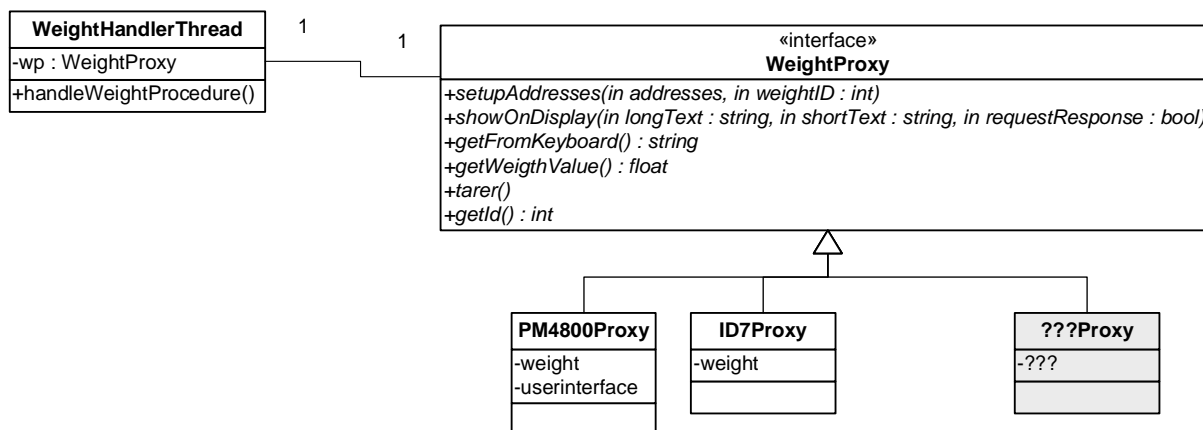 WeightHandlerThread
-wp : WeightProxy
+handleWeightProcedure()
1
1
«interface»
WeightProxy
+setupAddresses(in addresses, in weightID : int)
+showOnDisplay(in longText : string, in shortText : string, in requestResponse : bool)
+getFromKeyboard() : string
+getWeigthValue() : float
+tarer()
+getId() : int
PM4800Proxy
-weight
-userinterface
ID7Proxy
-weight
???Proxy
-???